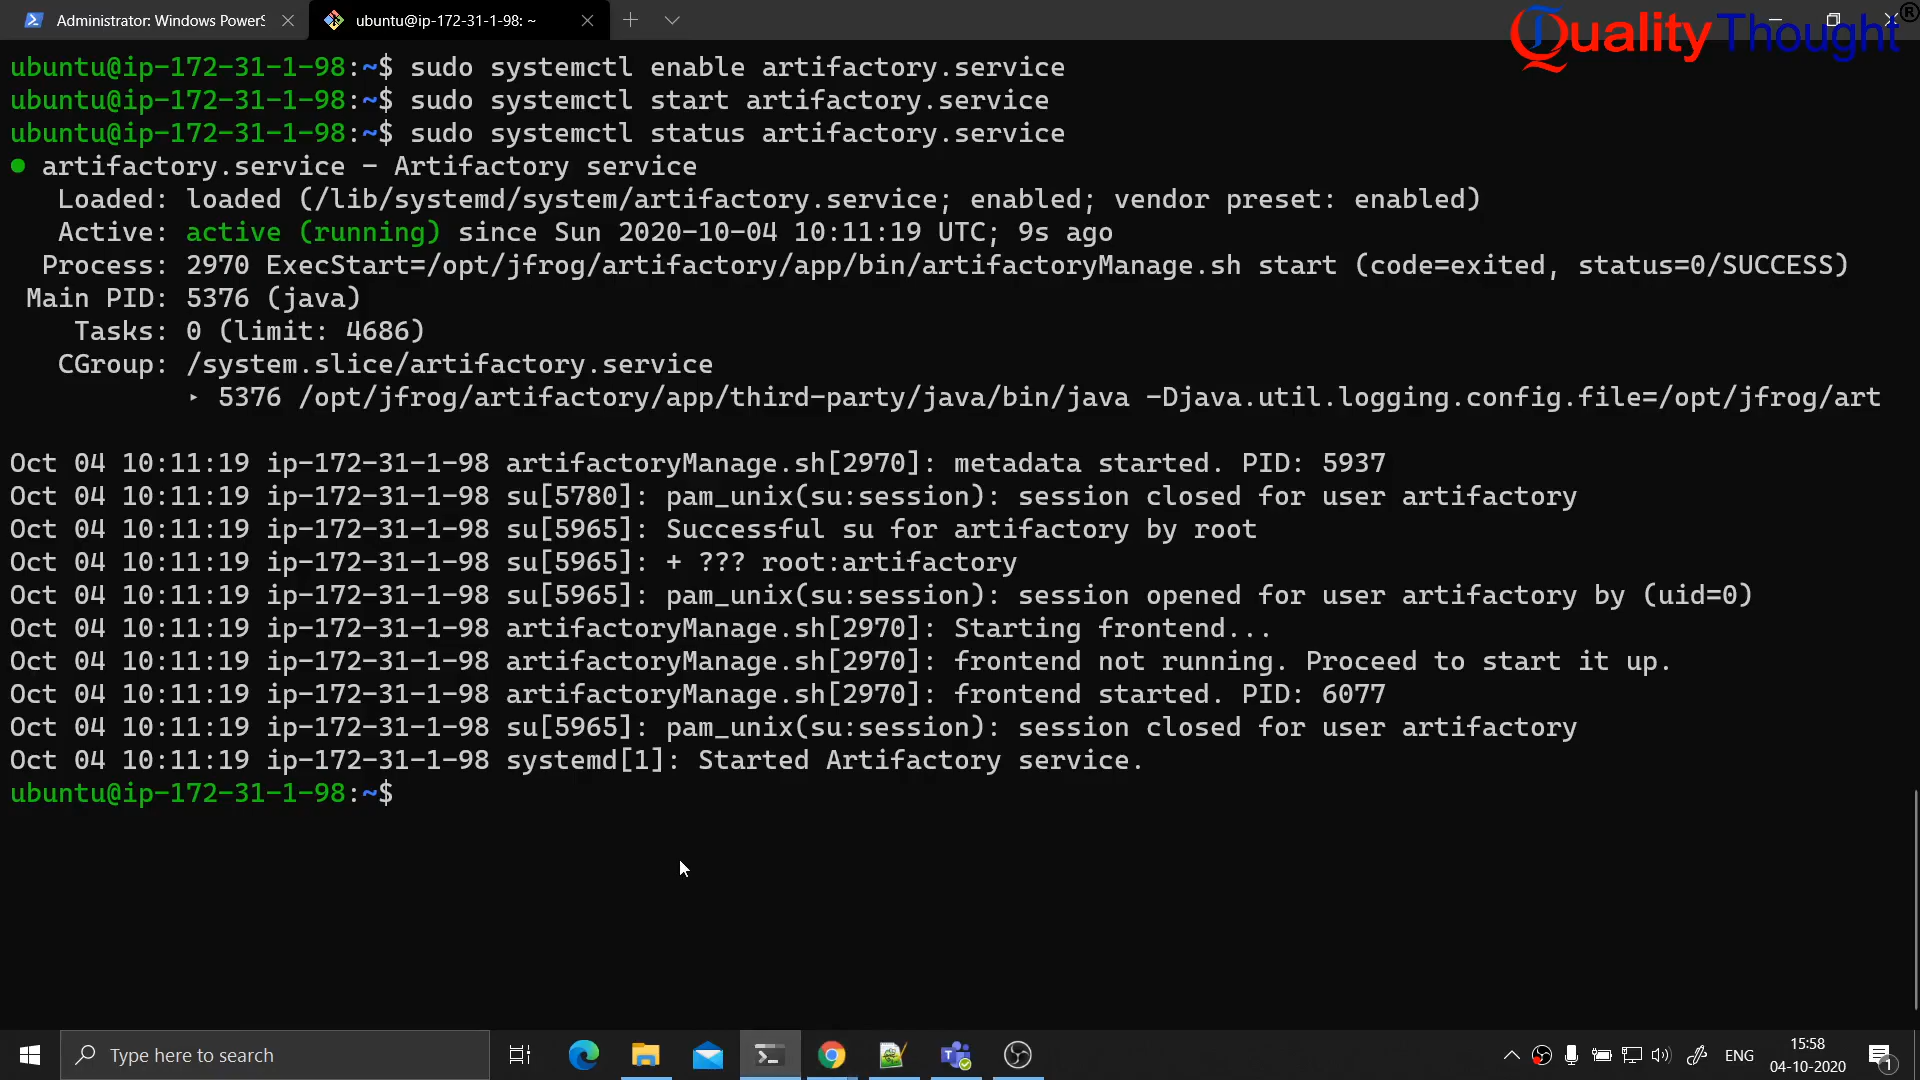 Administrator: Windows PowerS
ubuntu@ip-172-31-1-98: ~
Quality Thought®
ubuntu@ip-172-31-1-98:~$ sudo systemctl enable artifactory.service
ubuntu@ip-172-31-1-98:~$ sudo systemctl start artifactory.service
ubuntu@ip-172-31-1-98:~$ sudo systemctl status artifactory.service
● artifactory.service - Artifactory service
Loaded: loaded (/lib/systemd/system/artifactory.service; enabled; vendor preset: enabled)
Active: active (running) since Sun 2020-10-04 10:11:19 UTC; 9s ago
Process: 2970 ExecStart=/opt/jfrog/artifactory/app/bin/artifactoryManage.sh start (code=exited, status=0/SUCCESS)
Main PID: 5376 (java)
Tasks: 0 (limit: 4686)
CGroup: /system.slice/artifactory.service
‣ 5376 /opt/jfrog/artifactory/app/third-party/java/bin/java -Djava.util.logging.config.file=/opt/jfrog/art
Oct 04 10:11:19 ip-172-31-1-98 artifactoryManage.sh[2970]: metadata started. PID: 5937
Oct 04 10:11:19 ip-172-31-1-98 su[5780]: pam_unix(su:session): session closed for user artifactory
Oct 04 10:11:19 ip-172-31-1-98 su[5965]: Successful su for artifactory by root
Oct 04 10:11:19 ip-172-31-1-98 su[5965]: + ??? root:artifactory
Oct 04 10:11:19 ip-172-31-1-98 su[5965]: pam_unix(su:session): session opened for user artifactory by (uid=0)
Oct 04 10:11:19 ip-172-31-1-98 artifactoryManage.sh[2970]: Starting frontend...
Oct 04 10:11:19 ip-172-31-1-98 artifactoryManage.sh[2970]: frontend not running. Proceed to start it up.
Oct 04 10:11:19 ip-172-31-1-98 artifactoryManage.sh[2970]: frontend started. PID: 6077
Oct 04 10:11:19 ip-172-31-1-98 su[5965]: pam_unix(su:session): session closed for user artifactory
Oct 04 10:11:19 ip-172-31-1-98 systemd[1]: Started Artifactory service.
ubuntu@ip-172-31-1-98:~$
Type here to search
ENG
15:58
04-10-2020
1